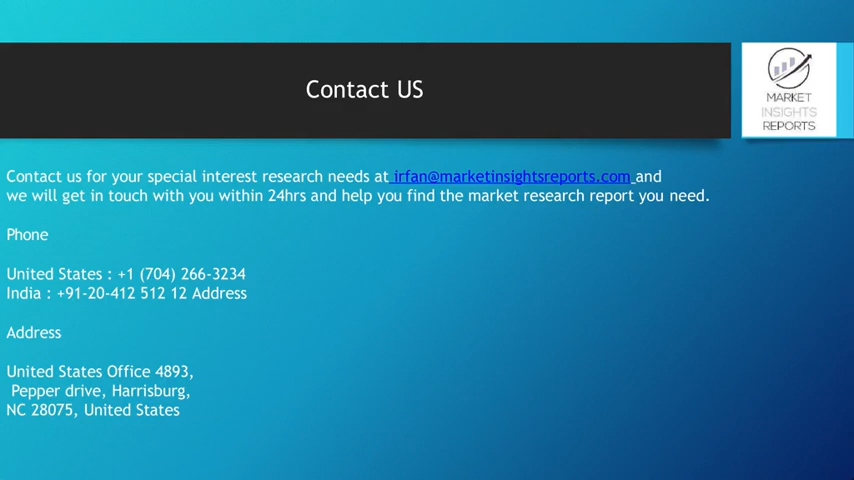 Contact US
MARKET
INSIGHTS
REPORTS
Contact us for your special interest research needs at irfan@marketinsightsreports.com and
we will get in touch with you within 24hrs and help you find the market research report you need.
Phone
United States : +1 (704) 266-3234
India : +91-20-412 512 12 Address
Address
United States Office 4893,
Pepper drive, Harrisburg,
NC 28075, United States